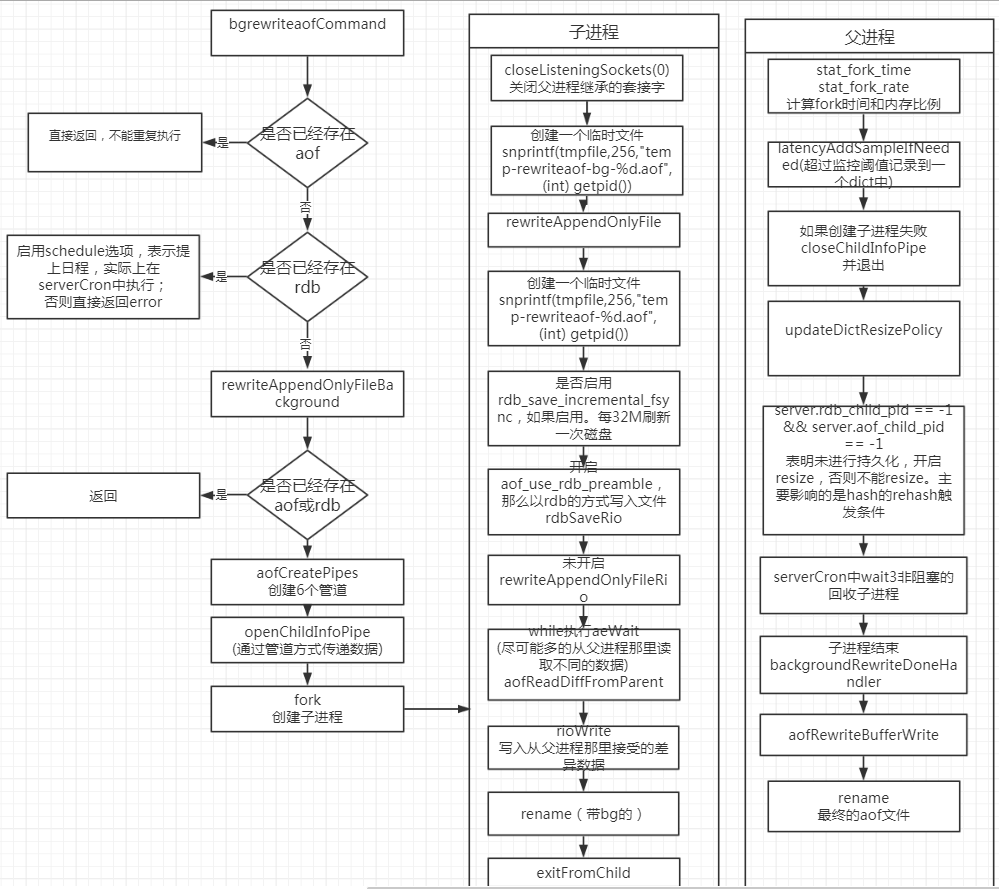 bgrewriteaofCommand
是否已经存在
aof
是
直接返回，不能重复执行
否
是否已经存在
rdb
是
启用schedule选项，表示提
上日程，实际上在
serverCron中执行；
否则直接返回error
否
rewriteAppendOnlyFileBa
ckground
是否已经存在
aof或rdb
是
返回
aofCreatePipes
创建6个管道
openChildInfoPipe
(通过管道方式传递数据)
fork
创建子进程
子进程
closeListeningSockets(0)
关闭父进程继承的套接字
创建一个临时文件
snprintf(tmpfile,256,"tem
p-rewriteaof-bg-%d.aof",
(int) getpid())
rewriteAppendOnlyFile
创建一个临时文件
snprintf(tmpfile,256,"tem
p-rewriteaof-%d.aof",
(int) getpid())
是否启用
rdb_save_incremental_fsy
nc，如果启用。每32M刷新
一次磁盘
开启
aof_use_rdb_preamble，
那么以rdb的方式写入文件
rdbSaveRio
未开启
rewriteAppendOnlyFileRi
o
while执行aeWait
(尽可能多的从父进程那里读
取不同的数据)
aofReadDiffFromParent
rioWrite
写入从父进程那里接受的差
异数据
rename（带bg的）
exitFromChild
父进程
stat_fork_time
stat_fork_rate
计算fork时间和内存比例
latencyAddSampleIfNeed
ed(超过监控阈值记录到一
个dict中)
如果创建子进程失败
closeChildInfoPipe
并退出
updateDictResizePolicy
server.rdb_child_pid == -1
&& server.aof_child_pid
== -1
表明未进行持久化，开启
resize，否则不能resize。主
要影响的是hash的rehash触
发条件
serverCron中wait3非阻塞的
回收子进程
子进程结束
backgroundRewriteDoneHa
ndler
aofRewriteBufferWrite
rename
最终的aof文件